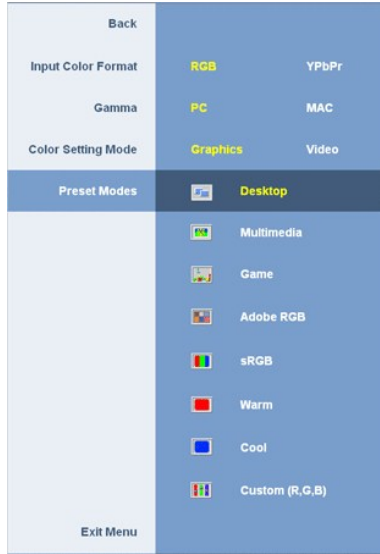 Back
Input Color Format RGB YPbPr
Gamma PC MAC
Color Setting Mode Graphics Video
Preset Modes Desktop
Multimedia
Game
Adobe RGB
sRGB
Warm
Cool
Custom (R,G,B)
Exit Menu